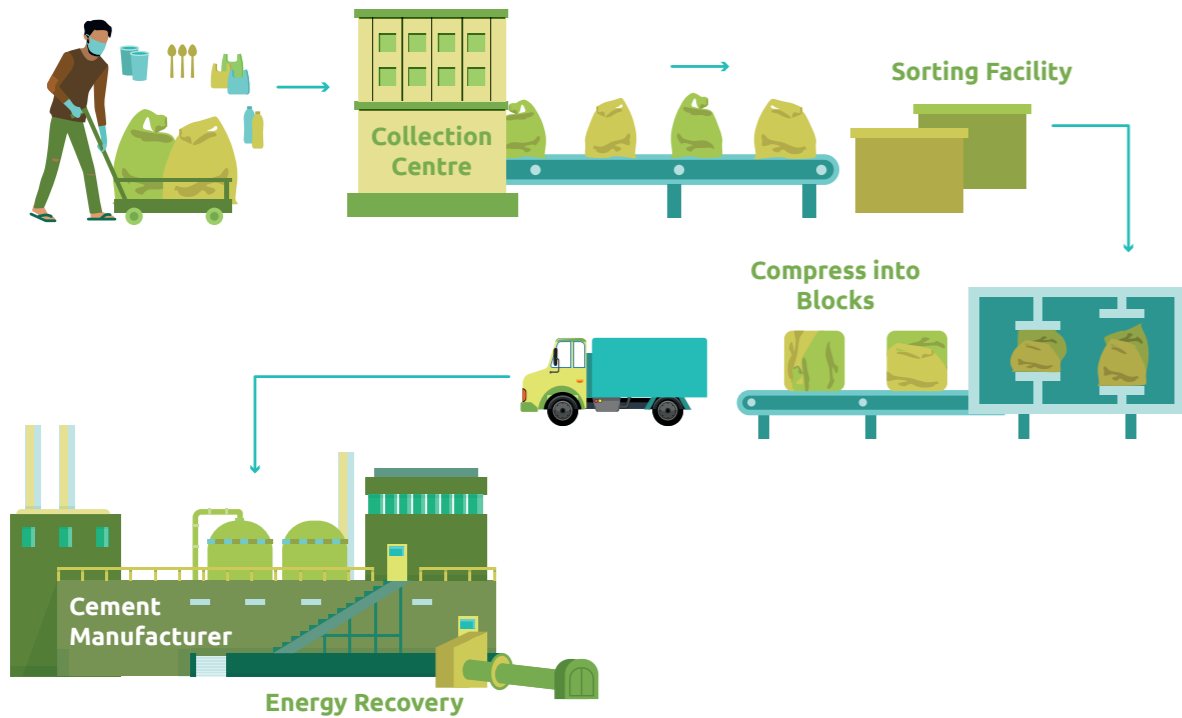 Collection
Centre
Sorting Facility
Compress into
Blocks
Cement
Manufacturer
Energy Recovery